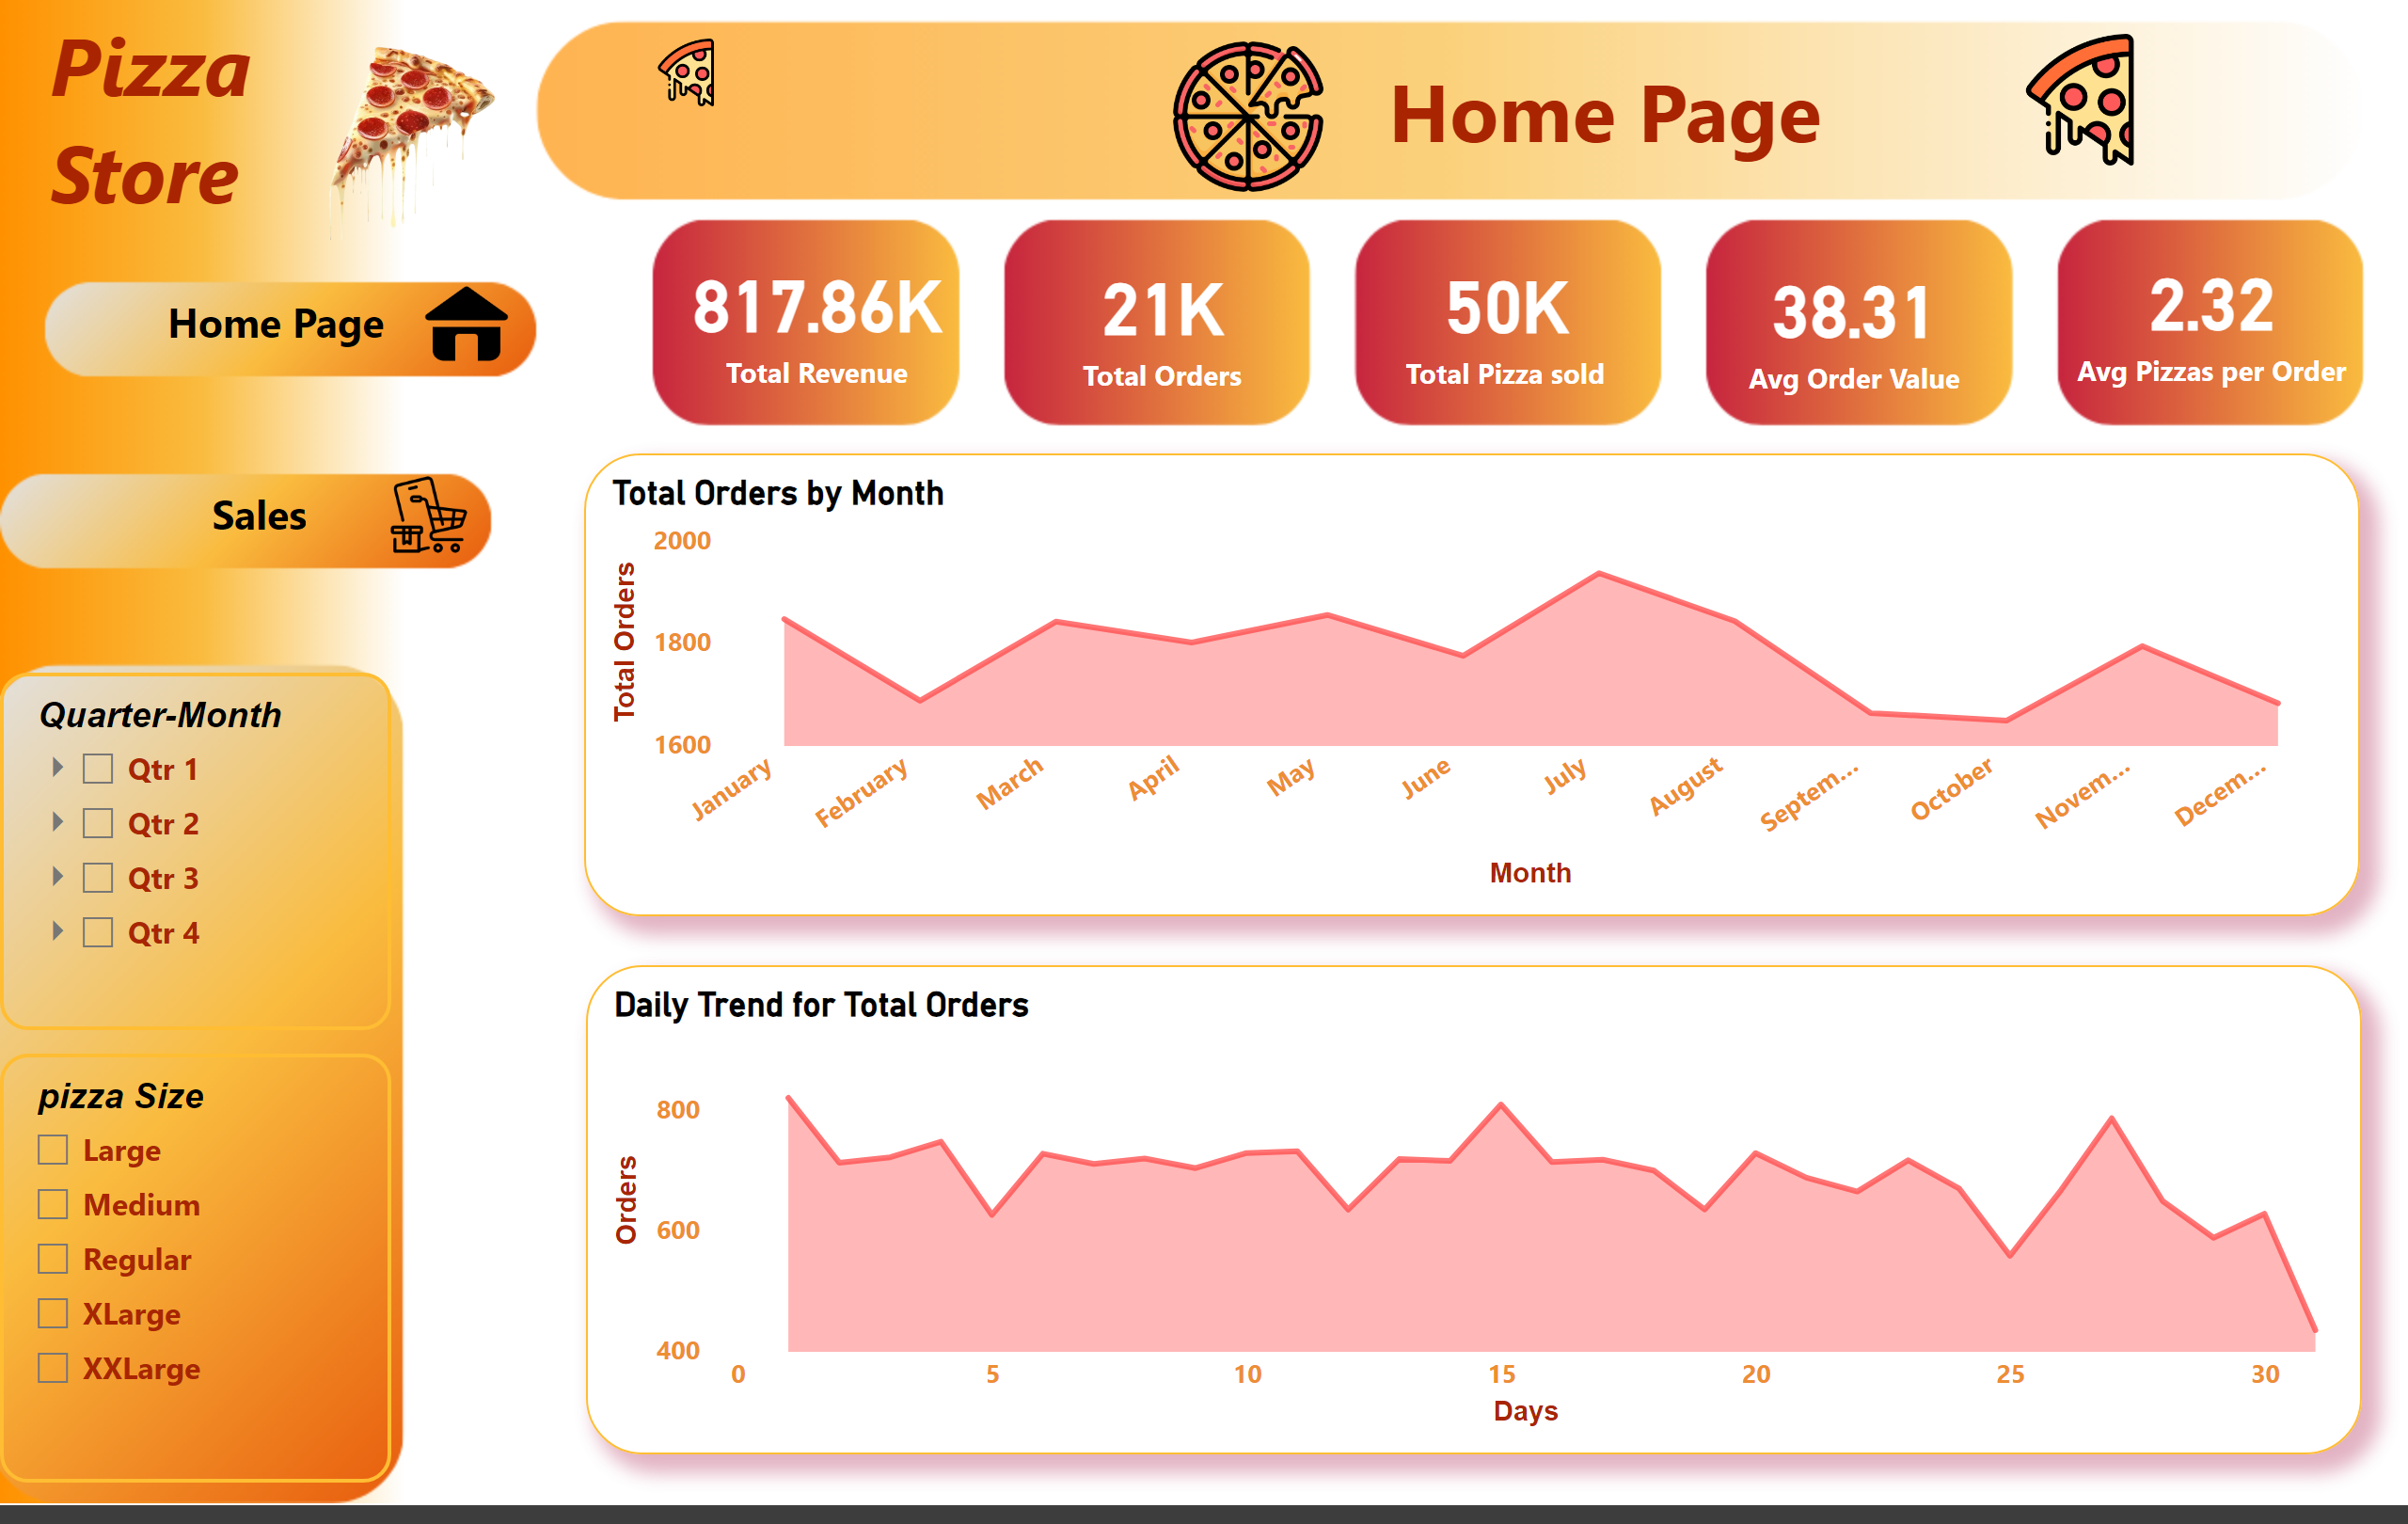 Pizza
Store
Home Page
Home Page
Sales
817.86K
Total Revenue
21K
Total Orders
50K
Total Pizza sold
38.31
Avg Order Value
2.32
Avg Pizzas per Order
Quarter-Month
Qtr 1
Qtr 2
Qtr 3
Qtr 4
pizza Size
Large
Medium
Regular
XLarge
XXLarge
Total Orders by Month
Total Orders
2000
1800
1600
January
February
March
April
May
June
July
August
Septem...
October
Novem...
Decem...
Month
Daily Trend for Total Orders
Orders
800
600
400
0
5
10
15
20
25
30
Days